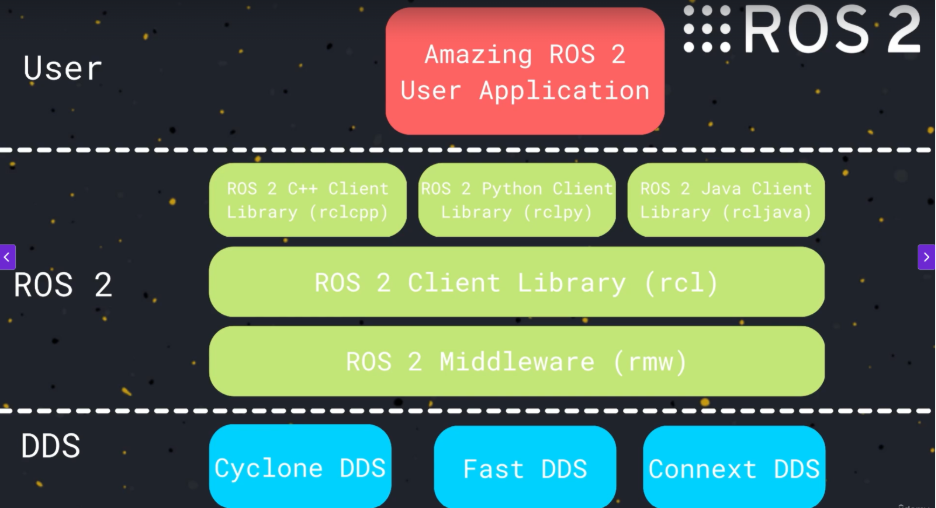 ROS 2
User
Amazing ROS 2
User Application
ROS 2 C++ Client
Library (rclcpp)
ROS 2 Python Client
Library (rclpy)
ROS 2 Java Client
Library (rcljava)
ROS 2
ROS 2 Client Library (rcl)
ROS 2 Middleware (rmw)
DDS
Cyclone DDS
Fast DDS
Connext DDS